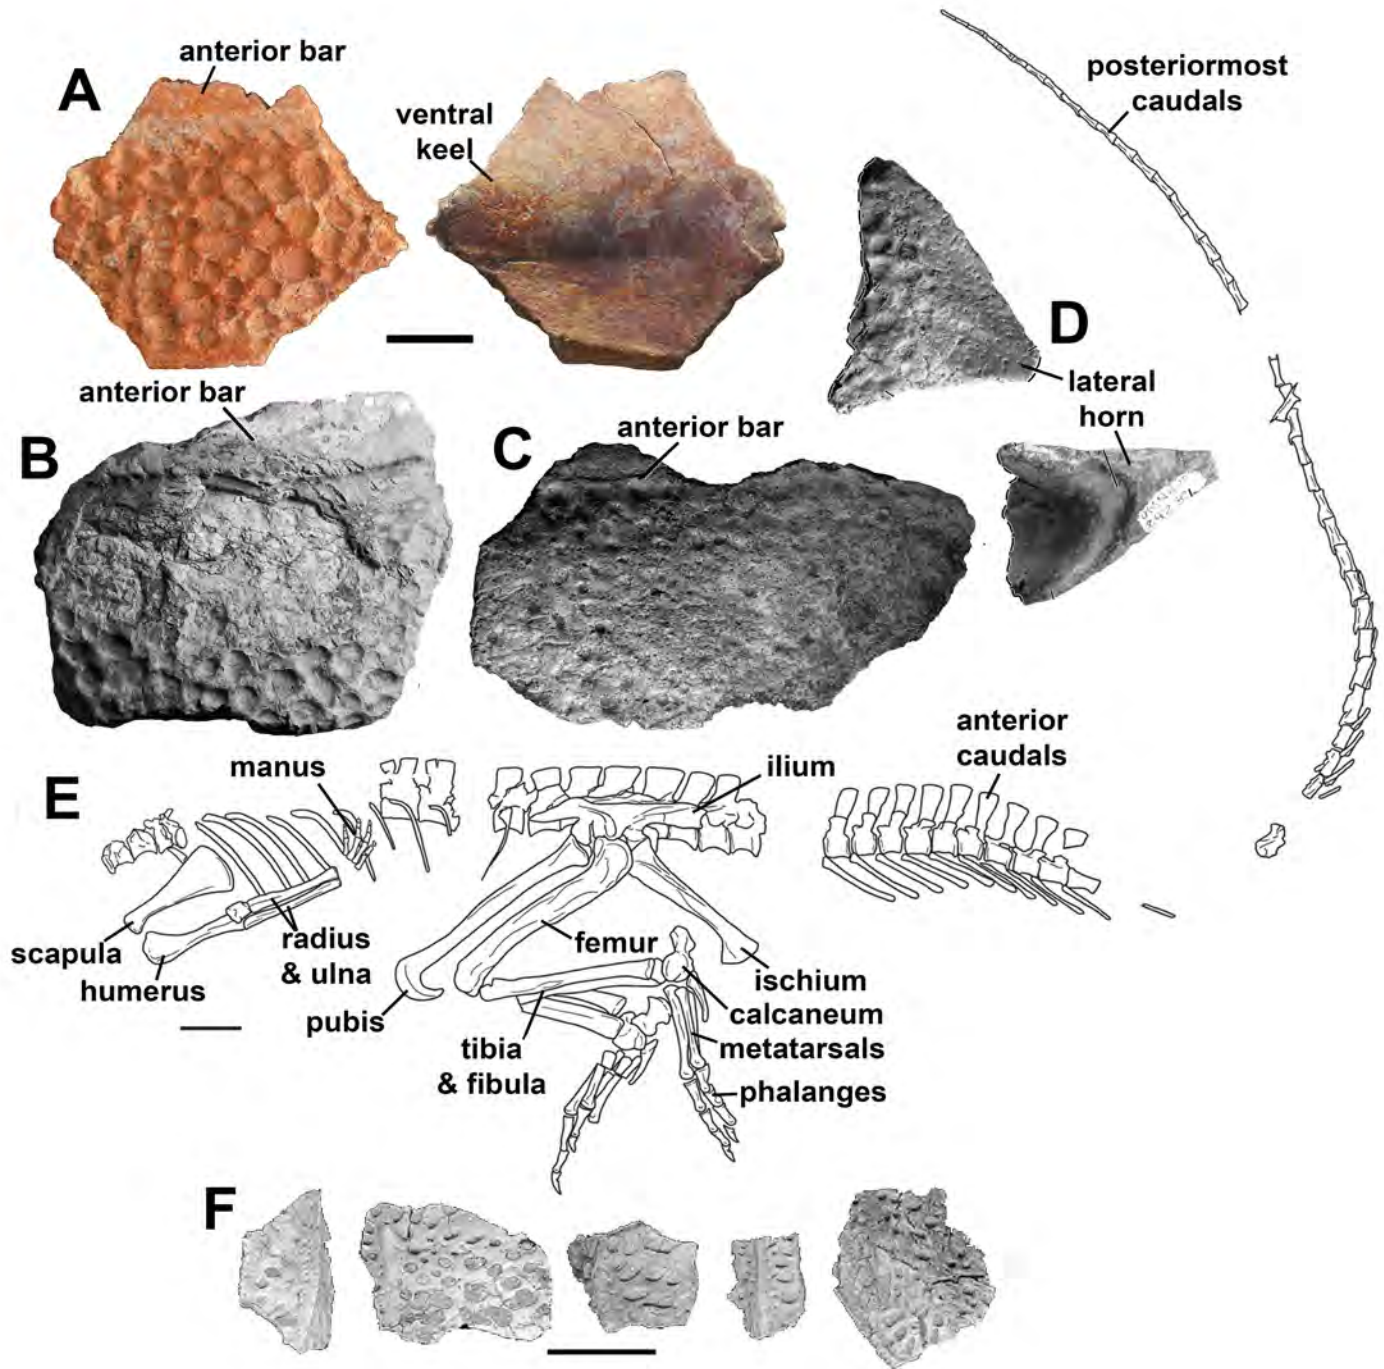 A
anterior bar
ventral
keel
posteriormost
caudals
D
lateral
horn
anterior bar
B
C
anterior bar
E
manus
ilium
anterior
caudals
scapula
humerus
radius
& ulna
pubis
femur
tibia
& fibula
ischium
calcaneum
metatarsals
phalanges
F